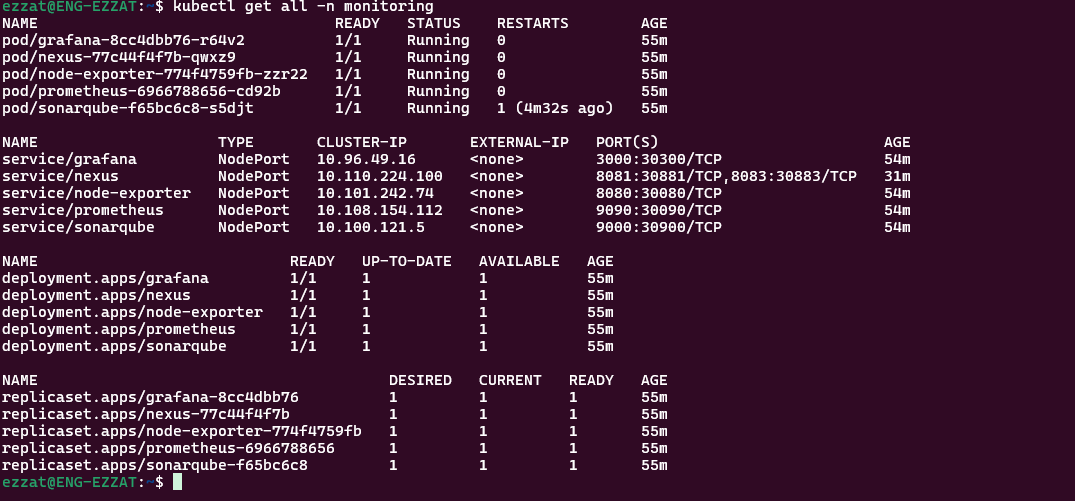 ezzat@ENG-EZZAT:~$ kubectl get all -n monitoring
NAME                                 READY   STATUS    RESTARTS        AGE
pod/grafana-8cc4dbb76-r64v2          1/1     Running   0               55m
pod/nexus-77c44f4f7b-qwxz9           1/1     Running   0               55m
pod/node-exporter-774f4759fb-zzr22   1/1     Running   0               55m
pod/prometheus-6966788656-cd92b      1/1     Running   0               55m
pod/sonarqube-f65bc6c8-s5djt         1/1     Running   1 (4m32s ago)   55m
NAME                    TYPE       CLUSTER-IP       EXTERNAL-IP   PORT(S)                         AGE
service/grafana         NodePort   10.96.49.16      <none>        3000:30300/TCP                  54m
service/nexus           NodePort   10.110.224.100   <none>        8081:30881/TCP,8083:30883/TCP   31m
service/node-exporter   NodePort   10.101.242.74    <none>        8080:30080/TCP                  54m
service/prometheus      NodePort   10.108.154.112   <none>        9090:30090/TCP                  54m
service/sonarqube       NodePort   10.100.121.5     <none>        9000:30900/TCP                  54m
NAME                            READY   UP-TO-DATE   AVAILABLE   AGE
deployment.apps/grafana         1/1     1            1           55m
deployment.apps/nexus           1/1     1            1           55m
deployment.apps/node-exporter   1/1     1            1           55m
deployment.apps/prometheus      1/1     1            1           55m
deployment.apps/sonarqube       1/1     1            1           55m
NAME                                       DESIRED   CURRENT   READY   AGE
replicaset.apps/grafana-8cc4dbb76          1         1         1       55m
replicaset.apps/nexus-77c44f4f7b           1         1         1       55m
replicaset.apps/node-exporter-774f4759fb   1         1         1       55m
replicaset.apps/prometheus-6966788656      1         1         1       55m
replicaset.apps/sonarqube-f65bc6c8         1         1         1       55m
ezzat@ENG-EZZAT:~$